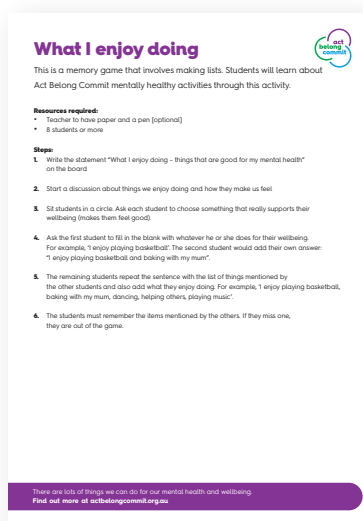 What I enjoy doing
act
belong
commit
This is a memory game that involves making lists. Students will learn about
Act Belong Commit mentally healthy activities through this activity.
Resources required:
• Teacher to have paper and a pen [optional]
• 8 students or more
Steps:
1. Write the statement “What I enjoy doing – things that are good for my mental health”
on the board
2. Start a discussion about things we enjoy doing and how they make us feel
3. Sit students in a circle. Ask each student to choose something that really supports their
wellbeing (makes them feel good).
4. Ask the first student to fill in the blank with whatever he or she does for their wellbeing.
For example, ‘I enjoy playing basketball’. The second student would add their own answer:
“I enjoy playing basketball and baking with my mum”.
5. The remaining students repeat the sentence with the list of things mentioned by
the other students and also add what they enjoy doing. For example, ‘I enjoy playing basketball,
baking with my mum, dancing, helping others, playing music’.
6. The students must remember the items mentioned by the others. If they miss one,
they are out of the game.
There are lots of things we can do for our mental health and wellbeing.
Find out more at actbelongcommit.org.au